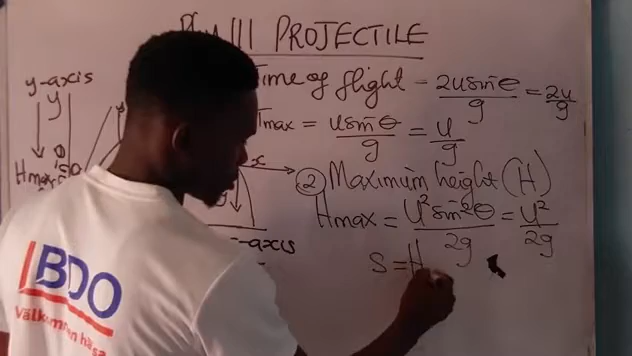 III PROJECTILE
y-axis
y
Time of flight - 2usinθ/g = 2u/g
Tmax = usinθ/g = u/g
Hmax
x
② Maximum height (H)
g
Hmax = u²sin²θ/2g = u²/2g
-axis
S = H
BDO